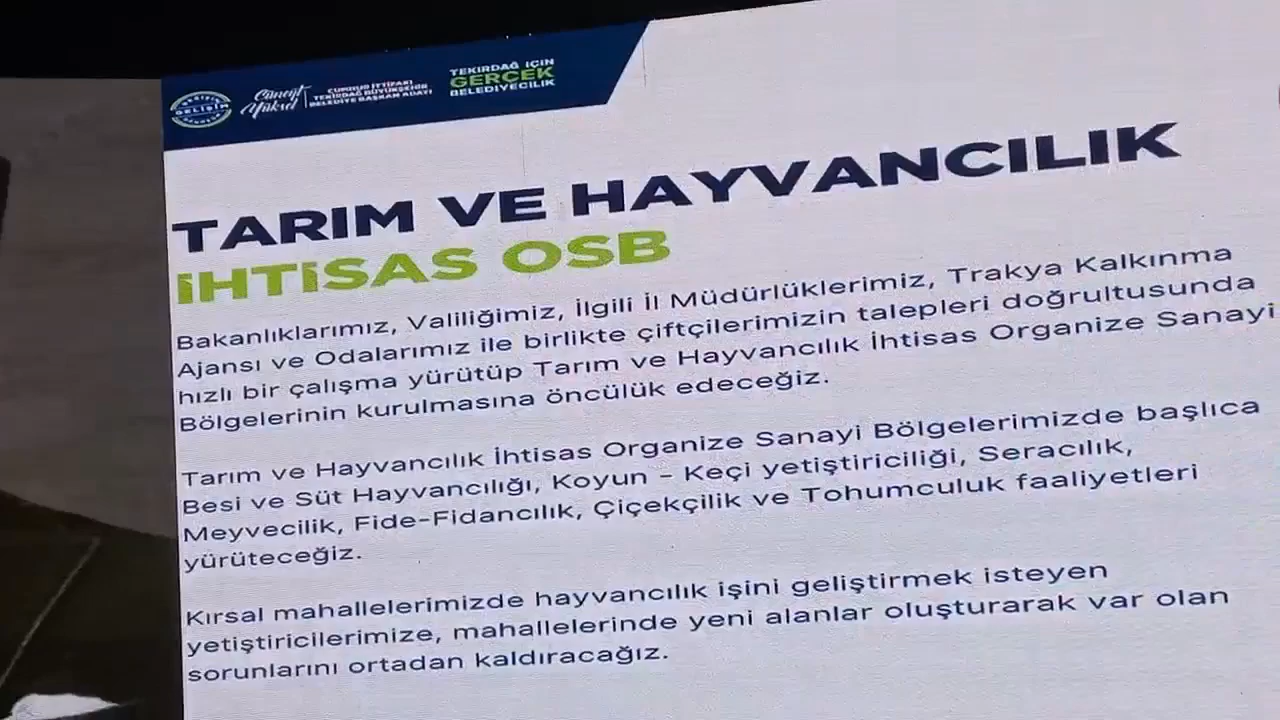 GELİŞİM
Cüneyt
Yüksel
CUMHUR İTTİFAKI
TEKİRDAĞ BÜYÜKŞEHİR
BELEDİYE BAŞKAN ADAYI
TEKİRDAĞ İÇİN
GERÇEK
BELEDİYECİLİK
TARIM VE HAYVANCILIK
İHTİSAS OSB
Bakanlıklarımız, Valiliğimiz, İlgili İl Müdürlüklerimiz, Trakya Kalkınma
Ajansı ve Odalarımız ile birlikte çiftçilerimizin talepleri doğrultusunda
hızlı bir çalışma yürütüp Tarım ve Hayvancılık İhtisas Organize Sanayi
Bölgelerinin kurulmasına öncülük edeceğiz.
Tarım ve Hayvancılık İhtisas Organize Sanayi Bölgelerimizde başlıca
Besi ve Süt Hayvancılığı, Koyun - Keçi yetiştiriciliği, Seracılık,
Meyvecilik, Fide-Fidancılık, Çiçekçilik ve Tohumculuk faaliyetleri
yürüteceğiz.
Kırsal mahallelerimizde hayvancılık işini geliştirmek isteyen
yetiştiricilerimize, mahallelerinde yeni alanlar oluşturarak var olan
sorunlarını ortadan kaldıracağız.